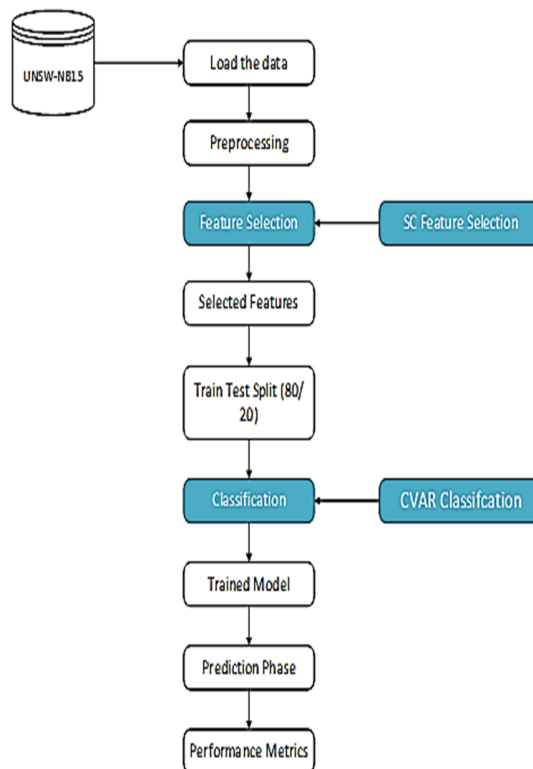 UNSW-NB15
Load the data
Preprocessing
Feature Selection
SC Feature Selection
Selected Features
Train Test Split (80/
20)
Classification
CVAR Classifcation
Trained Model
Prediction Phase
Performance Metrics